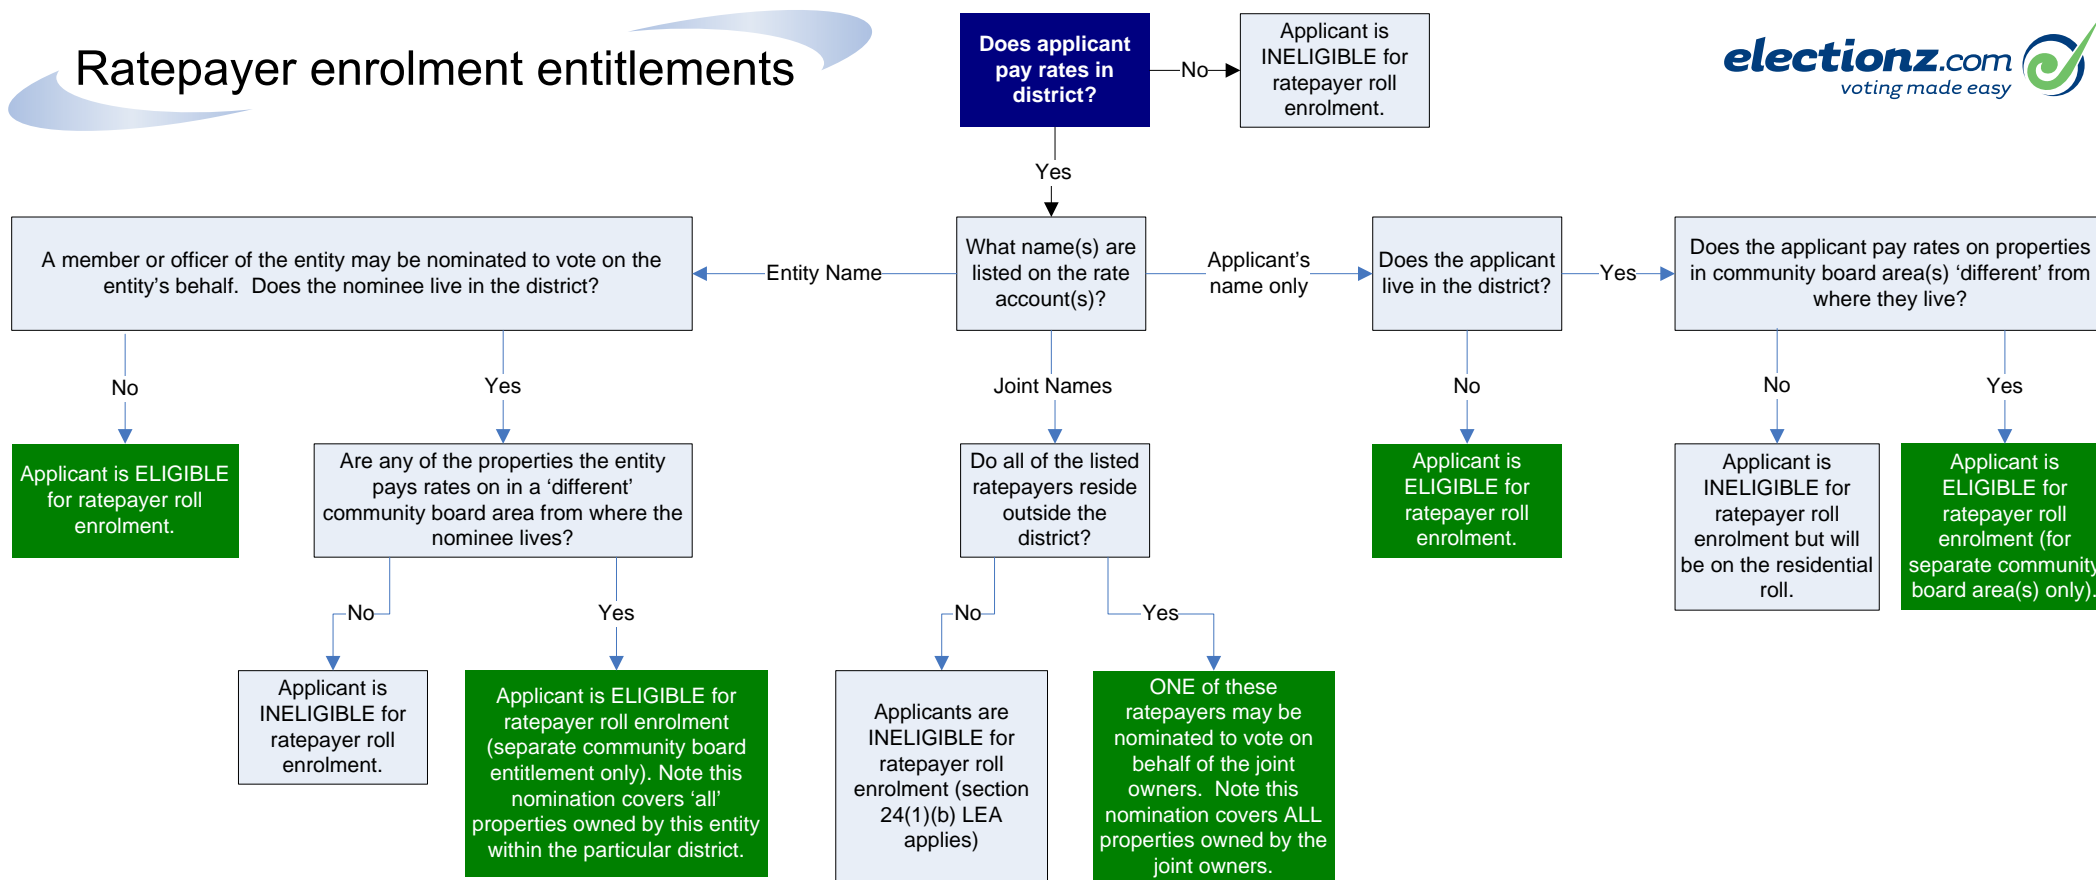 Ratepayer enrolment entitlements
Does applicant
pay rates in
district?
No
Applicant is
INELIGIBLE for
ratepayer roll
enrolment.
electionz.com
voting made easy
Yes
A member or officer of the entity may be nominated to vote on the
entity's behalf.  Does the nominee live in the district?
Entity Name
What name(s) are
listed on the rate
account(s)?
Applicant's
name only
Does the applicant
live in the district?
Yes
Does the applicant pay rates on properties
in community board area(s) 'different' from
where they live?
No
Yes
Joint Names
No
No
Yes
Applicant is ELIGIBLE
for ratepayer roll
enrolment.
Are any of the properties the entity
pays rates on in a 'different'
community board area from where the
nominee lives?
Do all of the listed
ratepayers reside
outside the
district?
Applicant is
ELIGIBLE for
ratepayer roll
enrolment.
Applicant is
INELIGIBLE for
ratepayer roll
enrolment but will
be on the residential
roll.
Applicant is
ELIGIBLE for
ratepayer roll
enrolment (for
separate community
board area(s) only).
No
Yes
No
Yes
Applicant is
INELIGIBLE for
ratepayer roll
enrolment.
Applicant is ELIGIBLE for
ratepayer roll enrolment
(separate community board
entitlement only). Note this
nomination covers 'all'
properties owned by this entity
within the particular district.
Applicants are
INELIGIBLE for
ratepayer roll
enrolment (section
24(1)(b) LEA
applies)
ONE of these
ratepayers may be
nominated to vote on
behalf of the joint
owners.  Note this
nomination covers ALL
properties owned by the
joint owners.